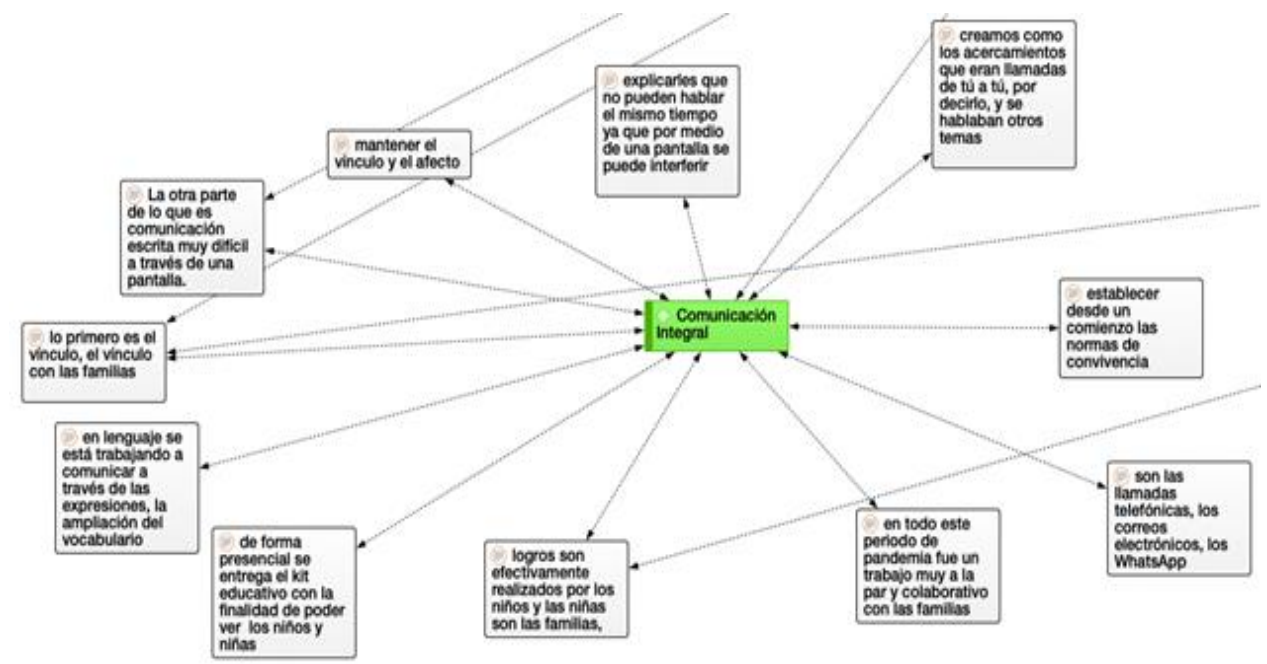 creamos como
los acercamientos
que eran llamadas
de tú a tú, por
decirlo, y se
hablaban otros
temas
explicarles que
no pueden hablar
el mismo tiempo
ya que por medio
de una pantalla se
puede interferir
mantener el
vínculo y el afecto
La otra parte
de lo que es
comunicación
escrita muy difícil
a través de una
pantalla.
Comunicación
Integral
establecer
desde un
comienzo las
normas de
convivencia
lo primero es el
vínculo, el vínculo
con las familias
en lenguaje se
está trabajando a
comunicar a
través de las
expresiones, la
ampliación del
vocabulario
son las
llamadas
telefónicas, los
correos
electrónicos, los
WhatsApp
de forma
presencial se
entrega el kit
educativo con la
finalidad de poder
ver los niños y
niñas
logros son
efectivamente
realizados por los
niños y las niñas
son las familias,
en todo este
periodo de
pandemia fue un
trabajo muy a la
par y colaborativo
con las familias